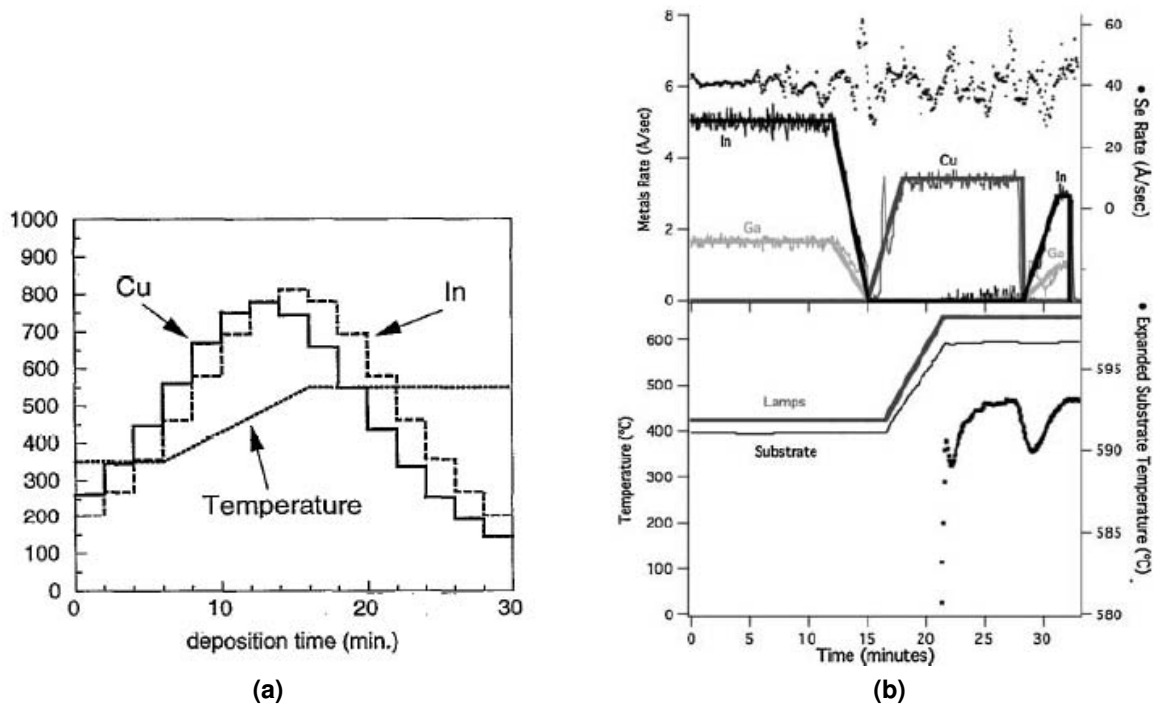 1000
900
800
700
600
500
400
300
200
100
0
Cu
In
Temperature
0
10
20
30
deposition time (min.)
(a)
8
6
4
2
0
Metals Rate (Å/sec)
In
Cu
In
Ga
Ga
60
40
20
0
• Se Rate (Å/sec)
600
500
400
300
200
100
0
Temperature (°C)
Lamps
Substrate
595
590
585
580
• Expanded Substrate Temperature (°C)
0
5
10
15
20
25
30
Time (minutes)
(b)